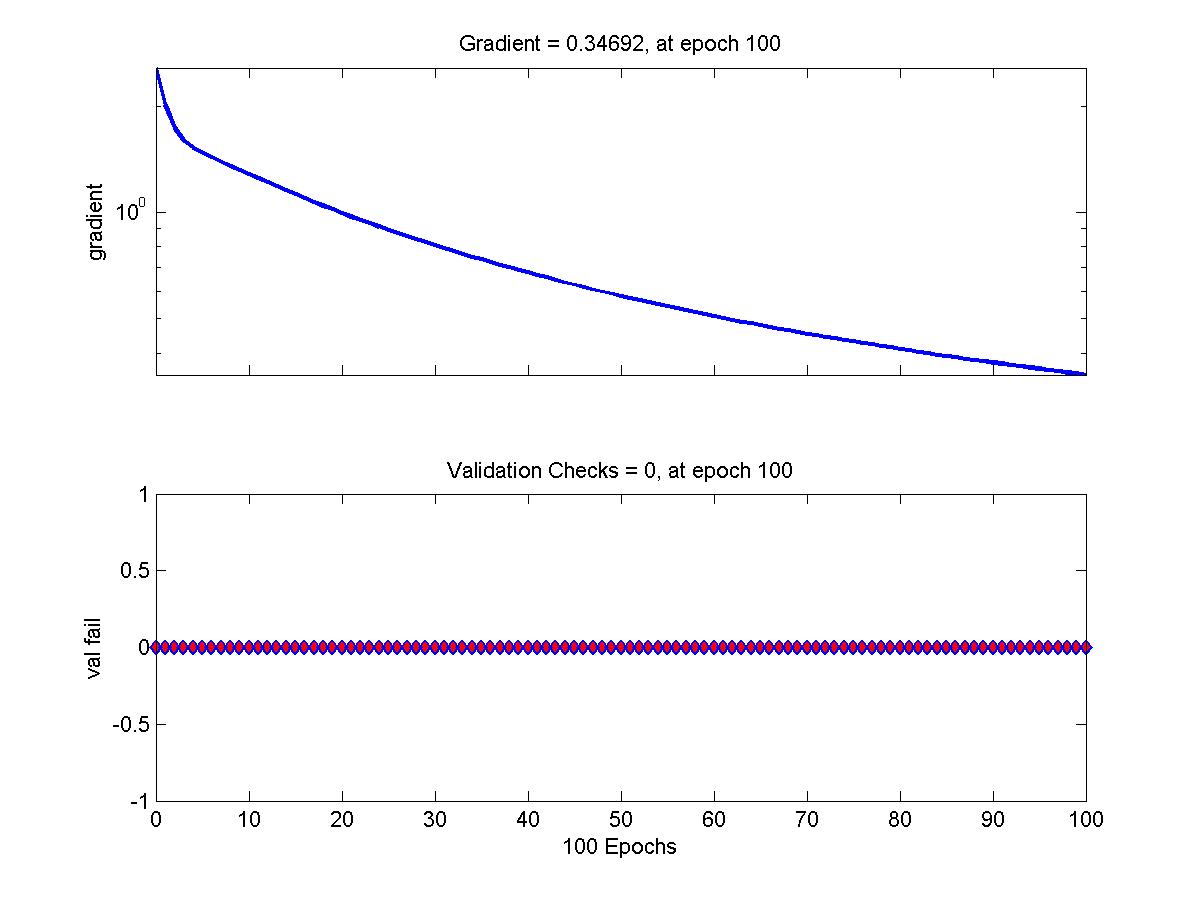 Gradient = 0.34692, at epoch 100
gradient
10^0
Validation Checks = 0, at epoch 100
val fail
1
0.5
0
-0.5
-1
0 10 20 30 40 50 60 70 80 90 100
100 Epochs